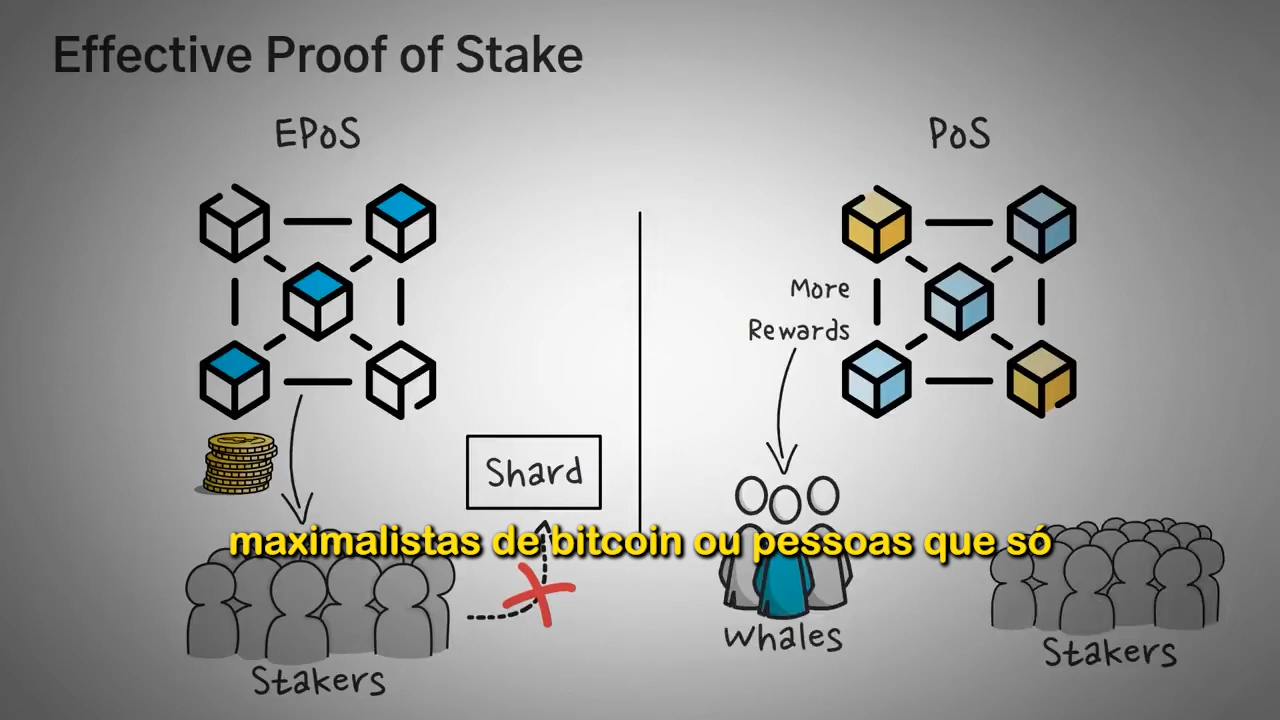 Effective Proof of Stake
EPoS
PoS
More
Rewards
Shard
maximalistas de bitcoin ou pessoas que só
Whales
Stakers
Stakers